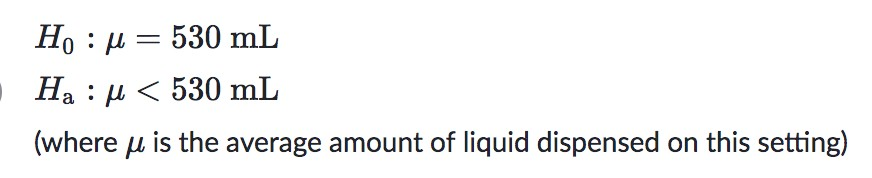 H₀ : μ = 530 mL
Hₐ : μ < 530 mL
(where μ is the average amount of liquid dispensed on this setting)